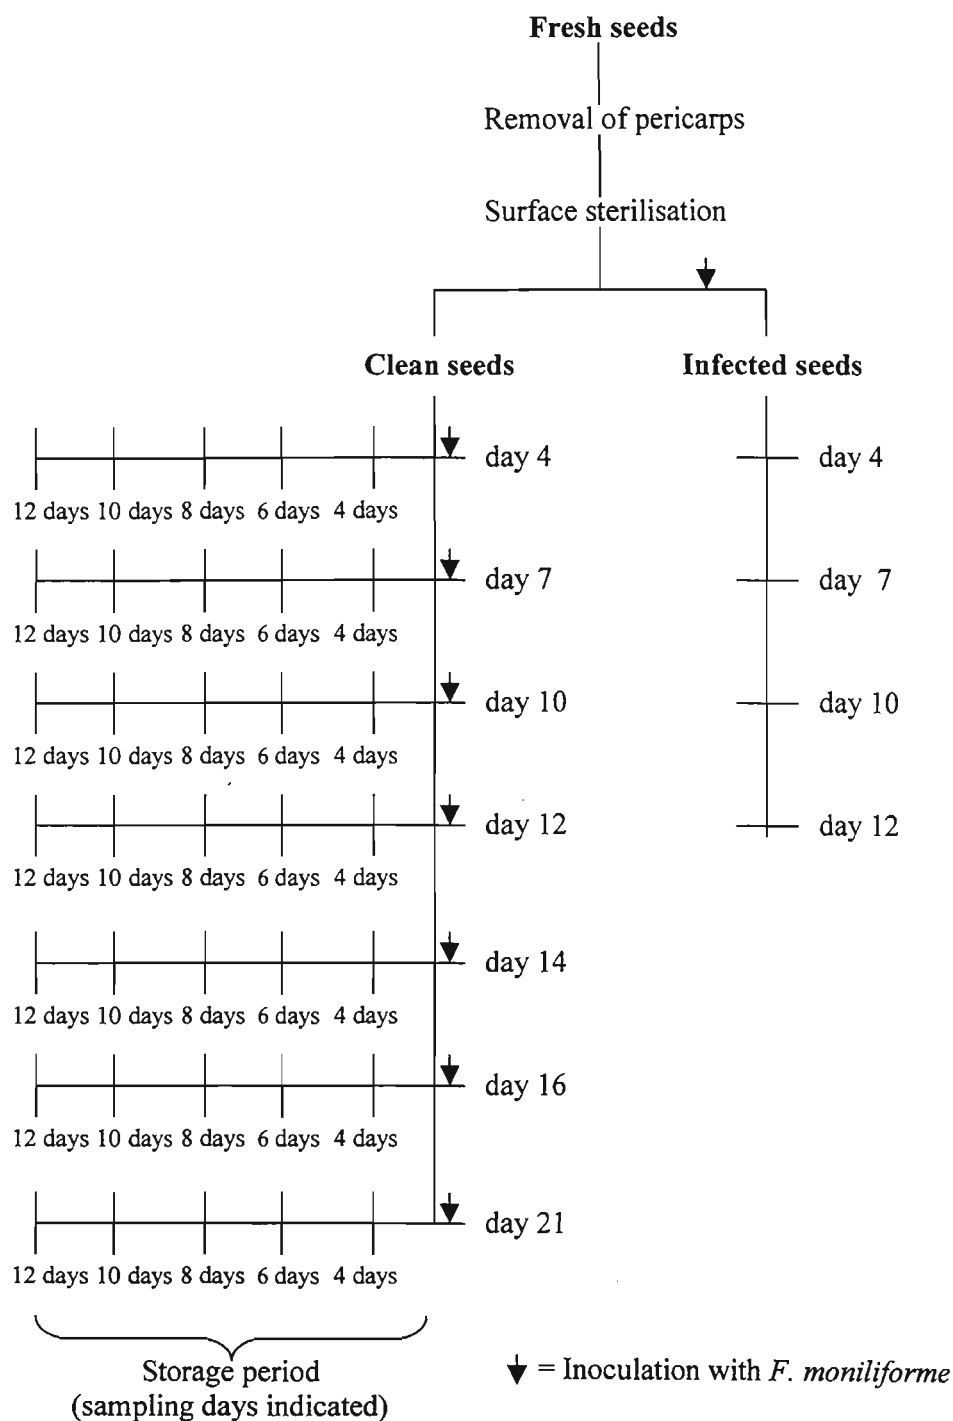 Fresh seeds
Removal of pericarps
Surface sterilisation
Clean seeds
Infected seeds
day 4
day 4
12 days 10 days 8 days 6 days 4 days
day 7
day 7
12 days 10 days 8 days 6 days 4 days
day 10
day 10
12 days 10 days 8 days 6 days 4 days
day 12
day 12
12 days 10 days 8 days 6 days 4 days
day 14
12 days 10 days 8 days 6 days 4 days
day 16
12 days 10 days 8 days 6 days 4 days
day 21
12 days 10 days 8 days 6 days 4 days
Storage period
(sampling days indicated)
= Inoculation with F. moniliforme